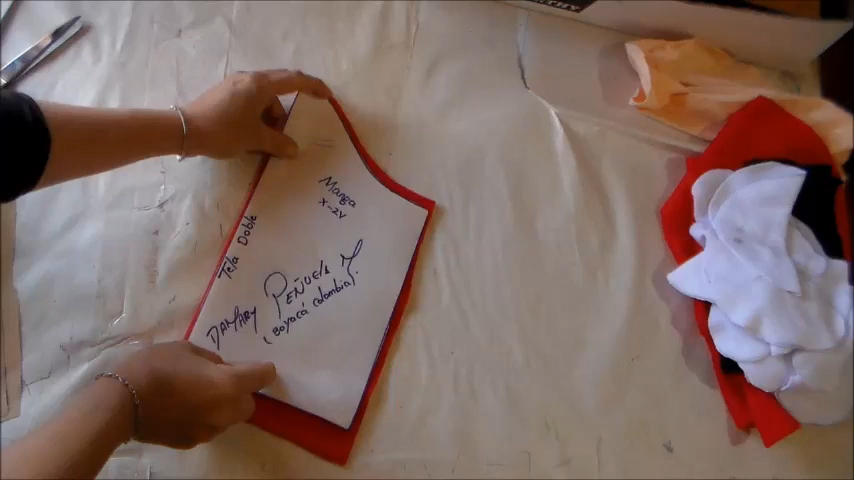 Manga
x-2v
Tela Doble
DAMARY PEÑUELA M
(Boyacá colombia).